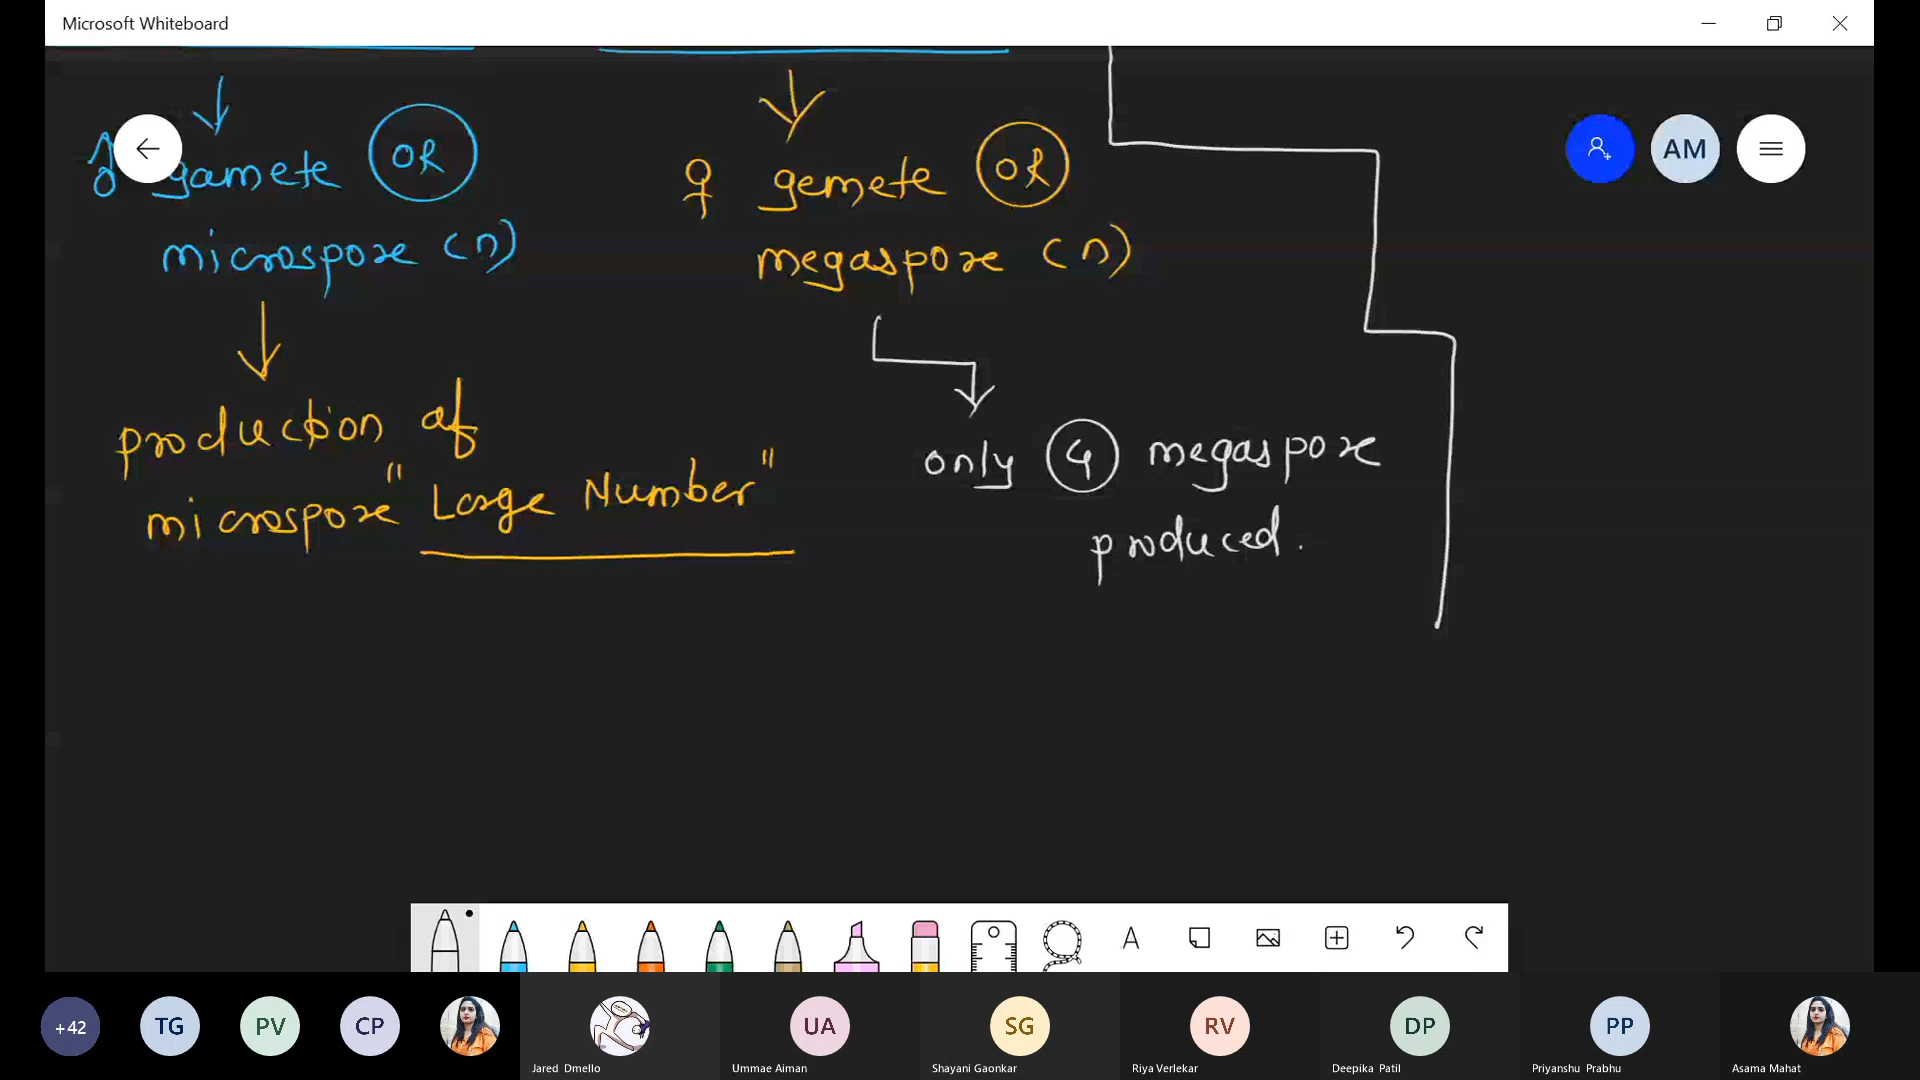 Microsoft Whiteboard
♂ gamete OR
microspore (n)
production of
microspore "Large Number"
♀ gemete OR
megaspore (n)
only 4 megaspore
produced.
AM
A
+42
TG
PV
CP
Jared Dmello
UA
Ummae Aiman
SG
Shayani Gaonkar
RV
Riya Verlekar
DP
Deepika Patil
PP
Priyanshu Prabhu
Asama Mahat